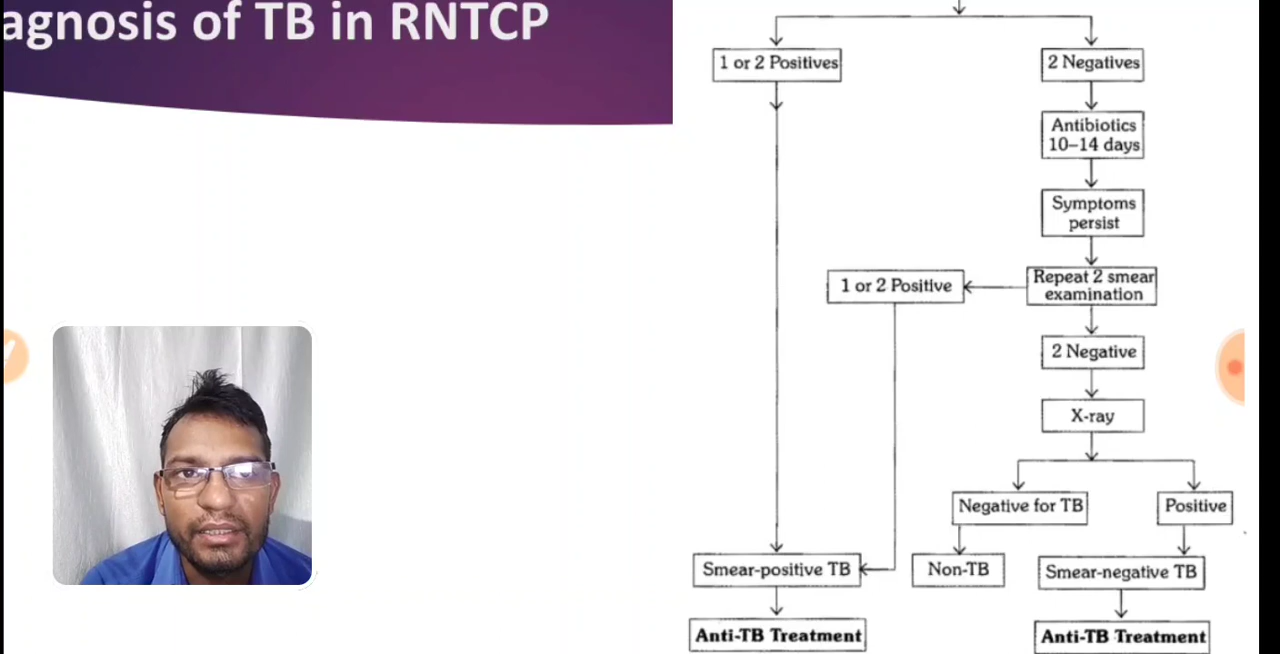 agnosis of TB in RNTCP
1 or 2 Positives
2 Negatives
Antibiotics
10–14 days
Symptoms
persist
Repeat 2 smear
examination
1 or 2 Positive
2 Negative
X-ray
Negative for TB
Positive
Smear-positive TB
Non-TB
Smear-negative TB
Anti-TB Treatment
Anti-TB Treatment